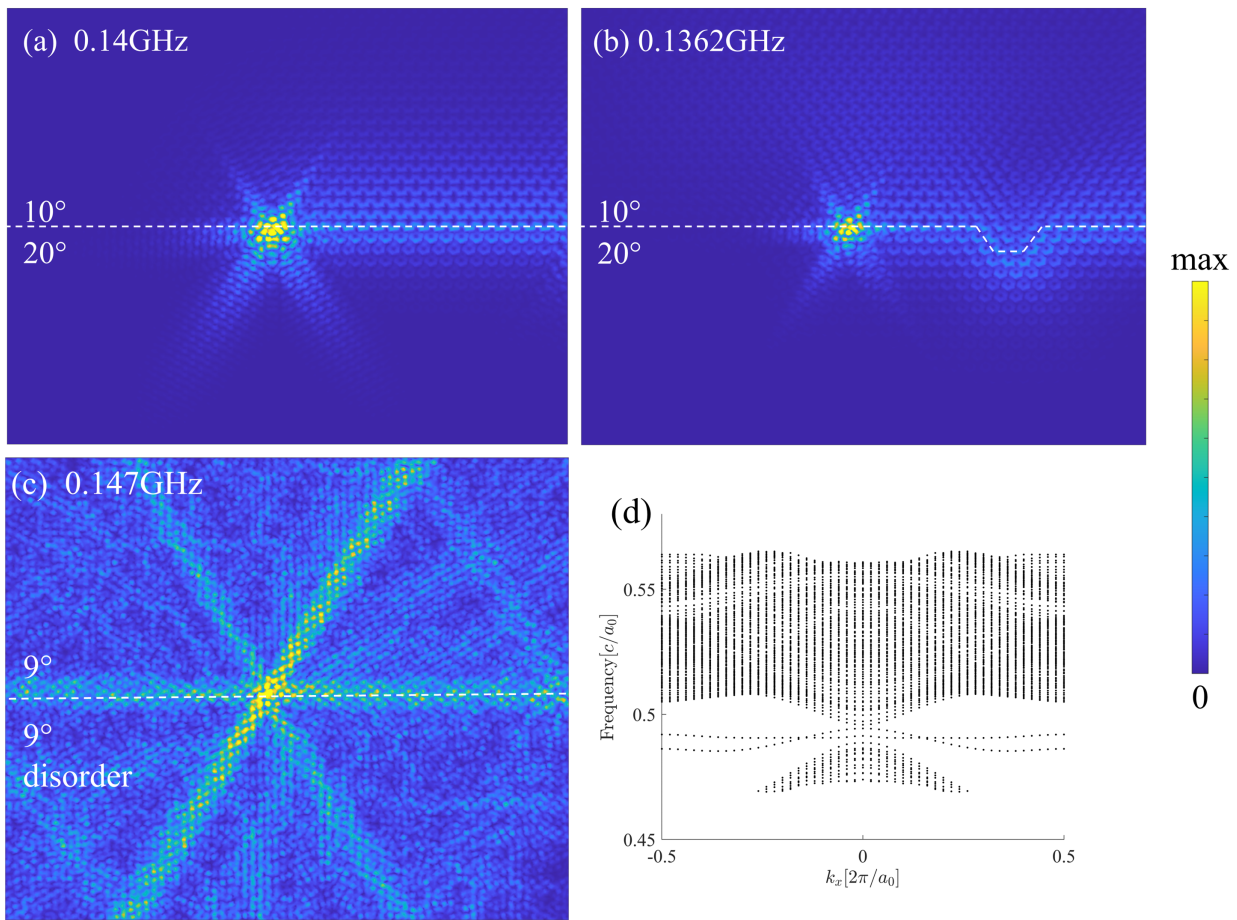 (a) 0.14GHz
10°
20°
(b) 0.1362GHz
10°
20°
max
0
(c) 0.147GHz
9°
9°
disorder
(d)
Frequency[c/a₀]
0.55
0.5
0.45
-0.5
0
0.5
kₓ[2π/a₀]